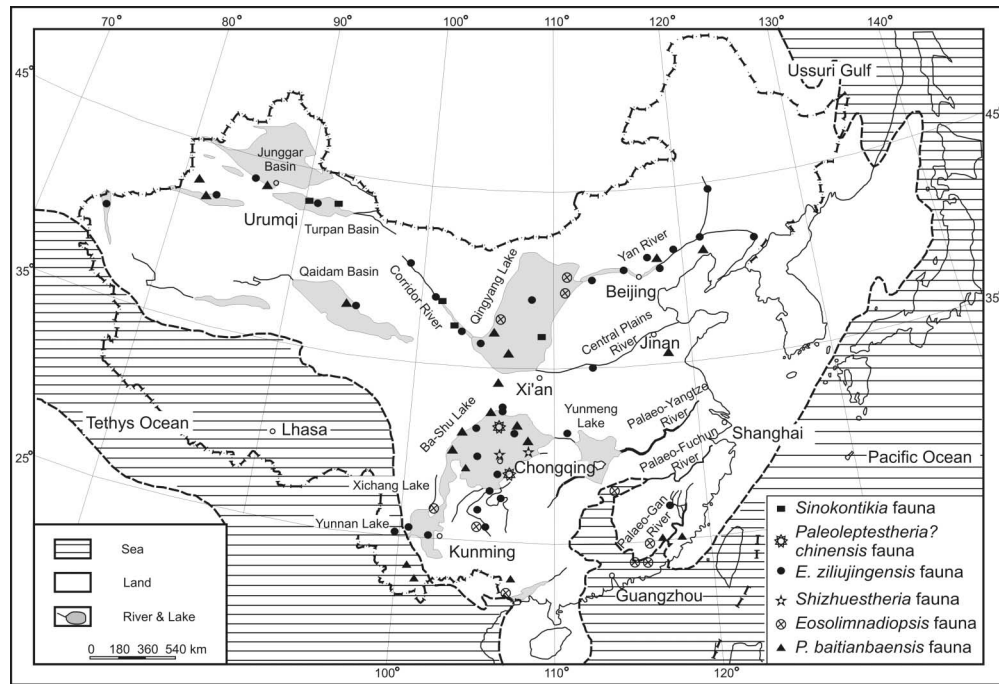 70°
80°
90°
100°
110°
120°
130°
140°
45°
45°
35°
35°
25°
Ussuri Gulf
Junggar
Basin
Urumqi
Turpan Basin
Qaidam Basin
Corridor River
Qingyang Lake
Yan River
Beijing
Central Plains
River
Jinan
Xi'an
Tethys Ocean
Lhasa
Ba-Shu Lake
Yunmeng
Lake
Palaeo-Yangtze
River
Shanghai
Palaeo-Fuchun
River
Pacific Ocean
Chongqing
Xichang Lake
Yunnan Lake
Kunming
Palaeo-Gan
River
Guangzhou
Sea
Land
River & Lake
0 180 360 540 km
Sinokontikia fauna
Paleoleptestheria?
chinensis fauna
E. ziliujingensis fauna
Shizhuestheria fauna
Eosolimnadiopsis fauna
P. baitianbaensis fauna
100°
110°
120°